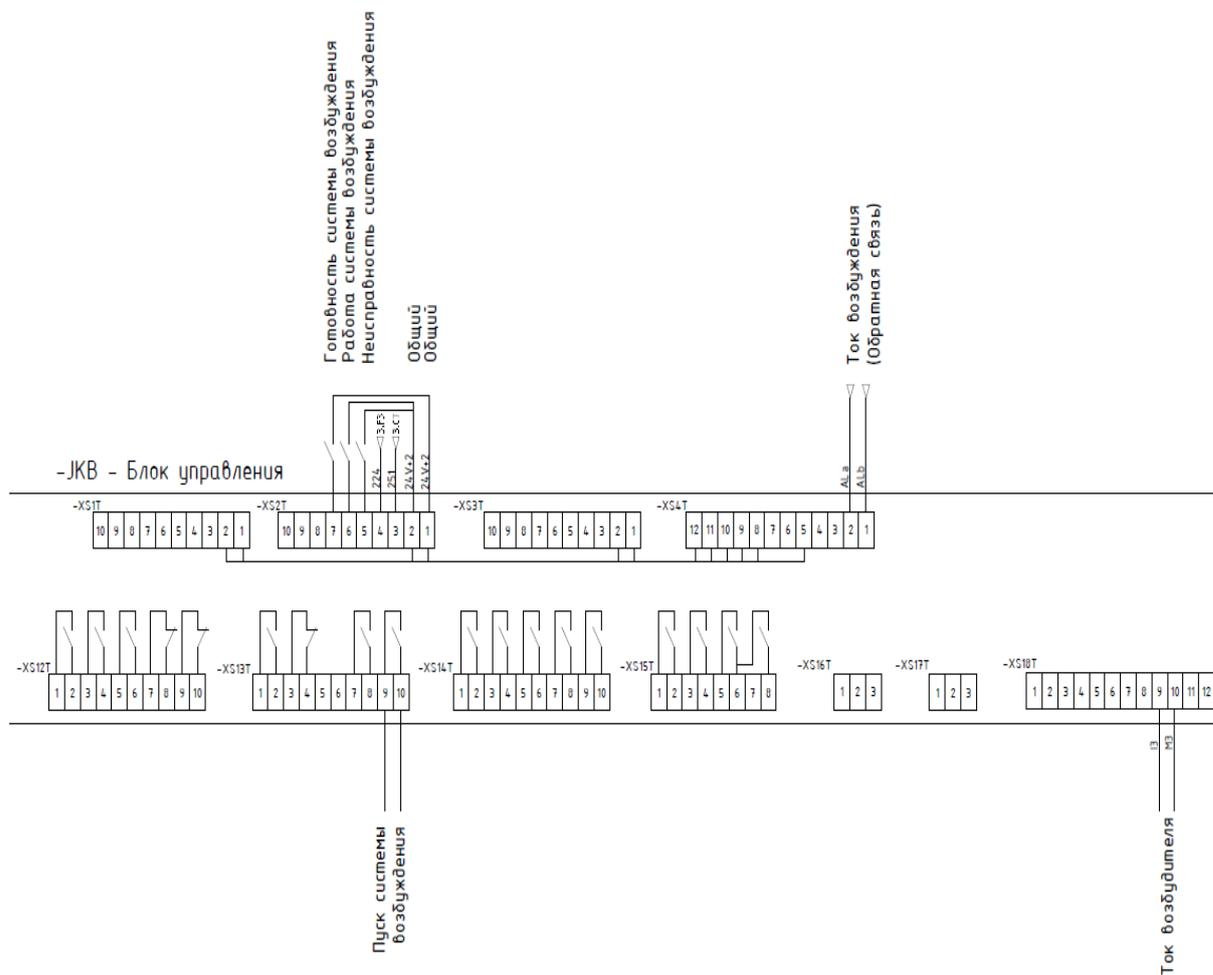 Готовность системы возбуждения
Работа системы возбуждения
Неисправность системы возбуждения
Общий
Общий
Ток возбуждения
(Обратная связь)
-JKB - Блок управления
224
3.F3
251
3.C7
24V+2
24V+2
ALa
ALb
-XS1T
10 9 8 7 6 5 4 3 2 1
-XS2T
10 9 8 7 6 5 4 3 2 1
-XS3T
10 9 8 7 6 5 4 3 2 1
-XS4T
12 11 10 9 8 7 6 5 4 3 2 1
-XS12T
1 2 3 4 5 6 7 8 9 10
-XS13T
1 2 3 4 5 6 7 8 9 10
-XS14T
1 2 3 4 5 6 7 8 9 10
-XS15T
1 2 3 4 5 6 7 8
-XS16T
1 2 3
-XS17T
1 2 3
-XS18T
1 2 3 4 5 6 7 8 9 10 11 12
I3
M3
Пуск системы
возбуждения
Ток возбудителя